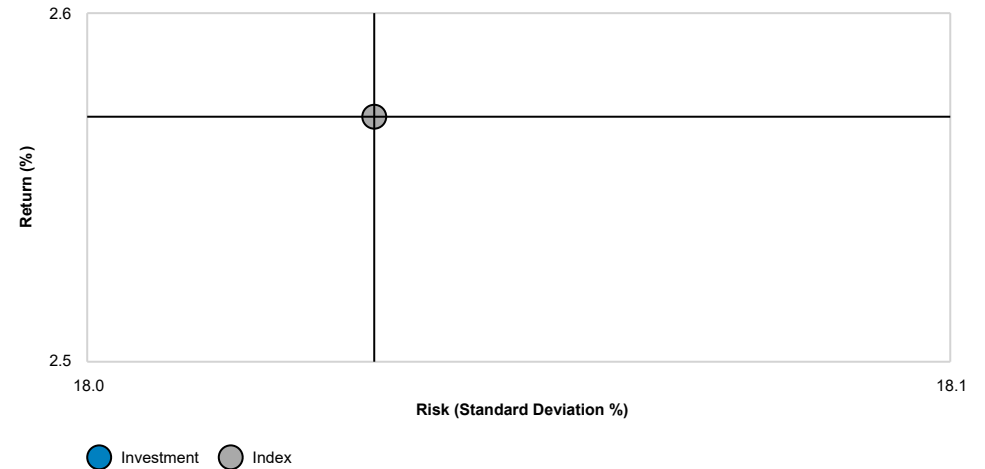 2.6
Return (%)
2.5
18.0
18.1
Risk (Standard Deviation %)
Investment
Index